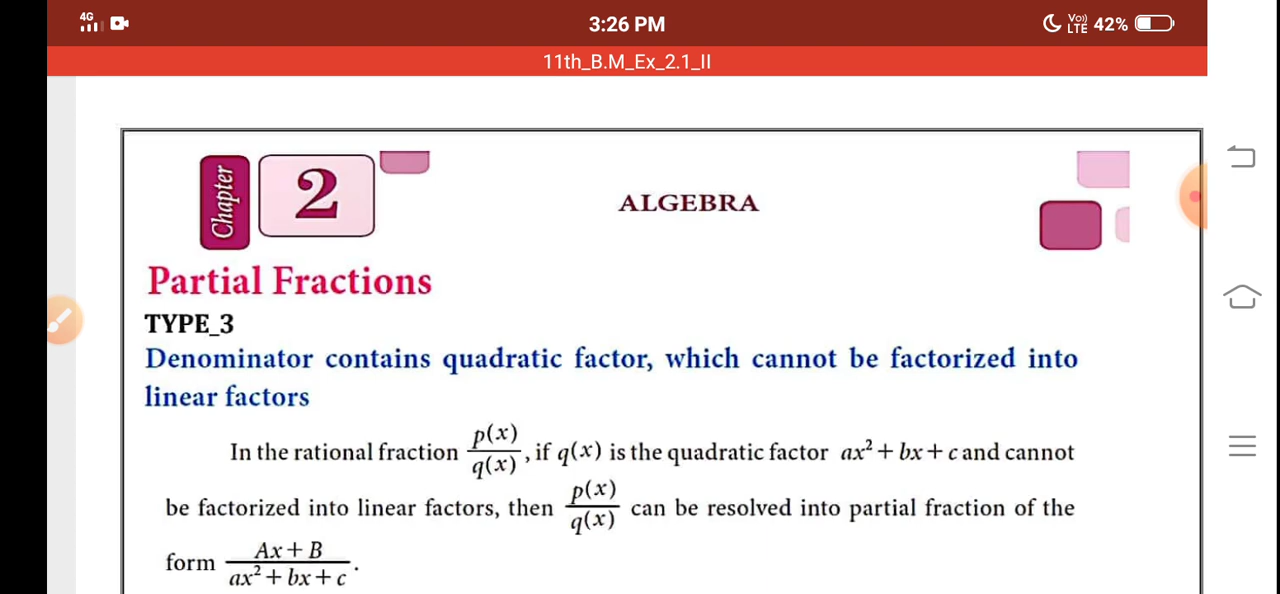 4G 3:26 PM Vo)) LTE 42%
11th_B.M_Ex_2.1_II
Chapter 2
ALGEBRA
Partial Fractions
TYPE_3
Denominator contains quadratic factor, which cannot be factorized into
linear factors
In the rational fraction p(x)/q(x), if q(x) is the quadratic factor ax² + bx + c and cannot
be factorized into linear factors, then p(x)/q(x) can be resolved into partial fraction of the
form Ax + B/ax² + bx + c.